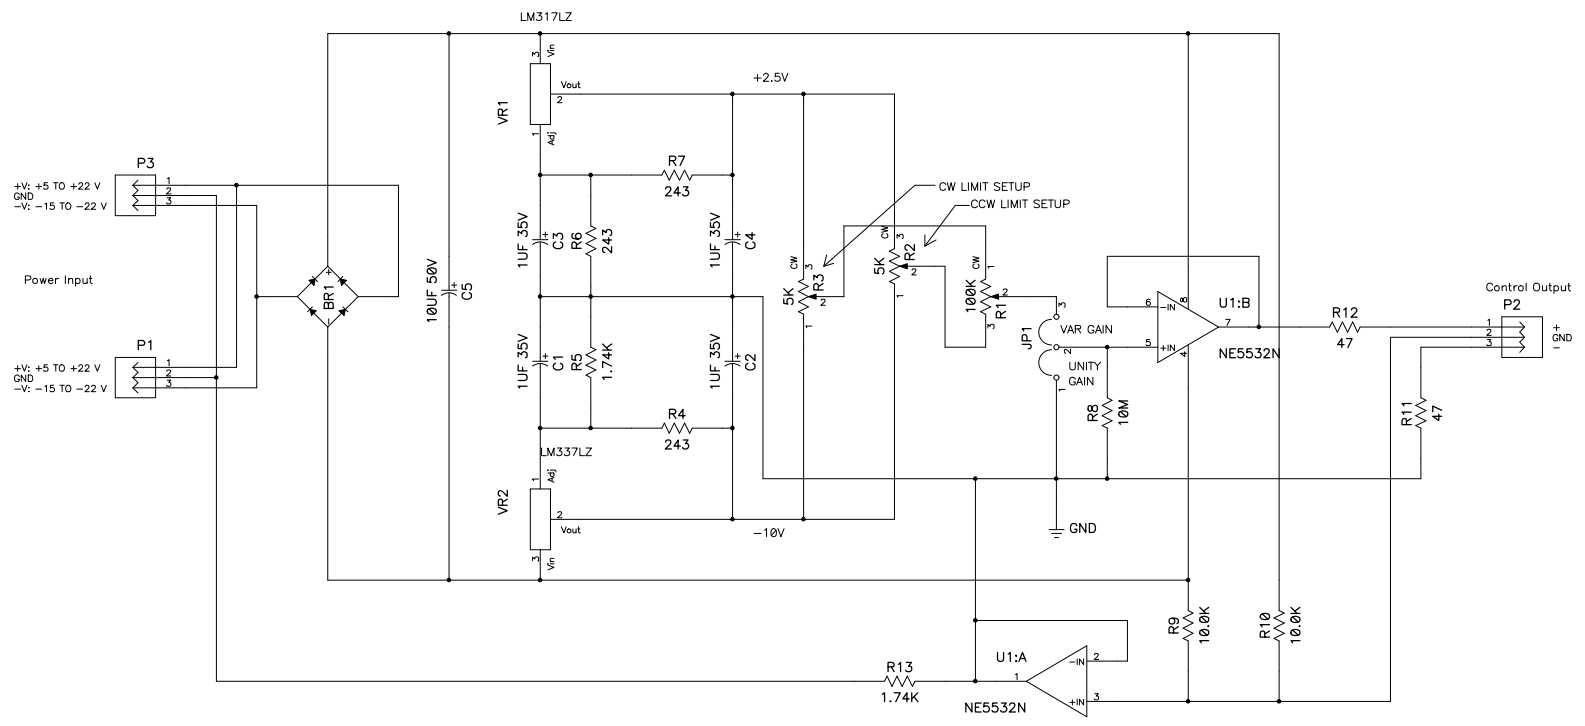 LM317LZ
3
Vin
Vout
2
VR1
1
Adj
+2.5V
P3
+V: +5 TO +22 V
GND
-V: -15 TO -22 V
1
2
3
R7
243
CW LIMIT SETUP
CCW LIMIT SETUP
1UF 35V
C3
R6
243
1UF 35V
C4
CW
3
5K
R3
2
1
CW
3
5K
R2
2
1
CW
1
100K
R1
2
3
Power Input
BR1
+
-
10UF 50V
C5
P1
+V: +5 TO +22 V
GND
-V: -15 TO -22 V
1
2
3
1UF 35V
C1
R5
1.74K
1UF 35V
C2
JP1
3
VAR GAIN
2
UNITY
GAIN
1
R8
10M
6
-IN
5
+IN
8
4
U1:B
7
NE5532N
R12
47
Control Output
P2
1
2
3
+
GND
-
R11
47
R4
243
LM337LZ
1
Adj
VR2
2
Vout
3
Vin
-10V
GND
R9
10.0K
R10
10.0K
R13
1.74K
U1:A
1
-IN
2
+IN
3
NE5532N